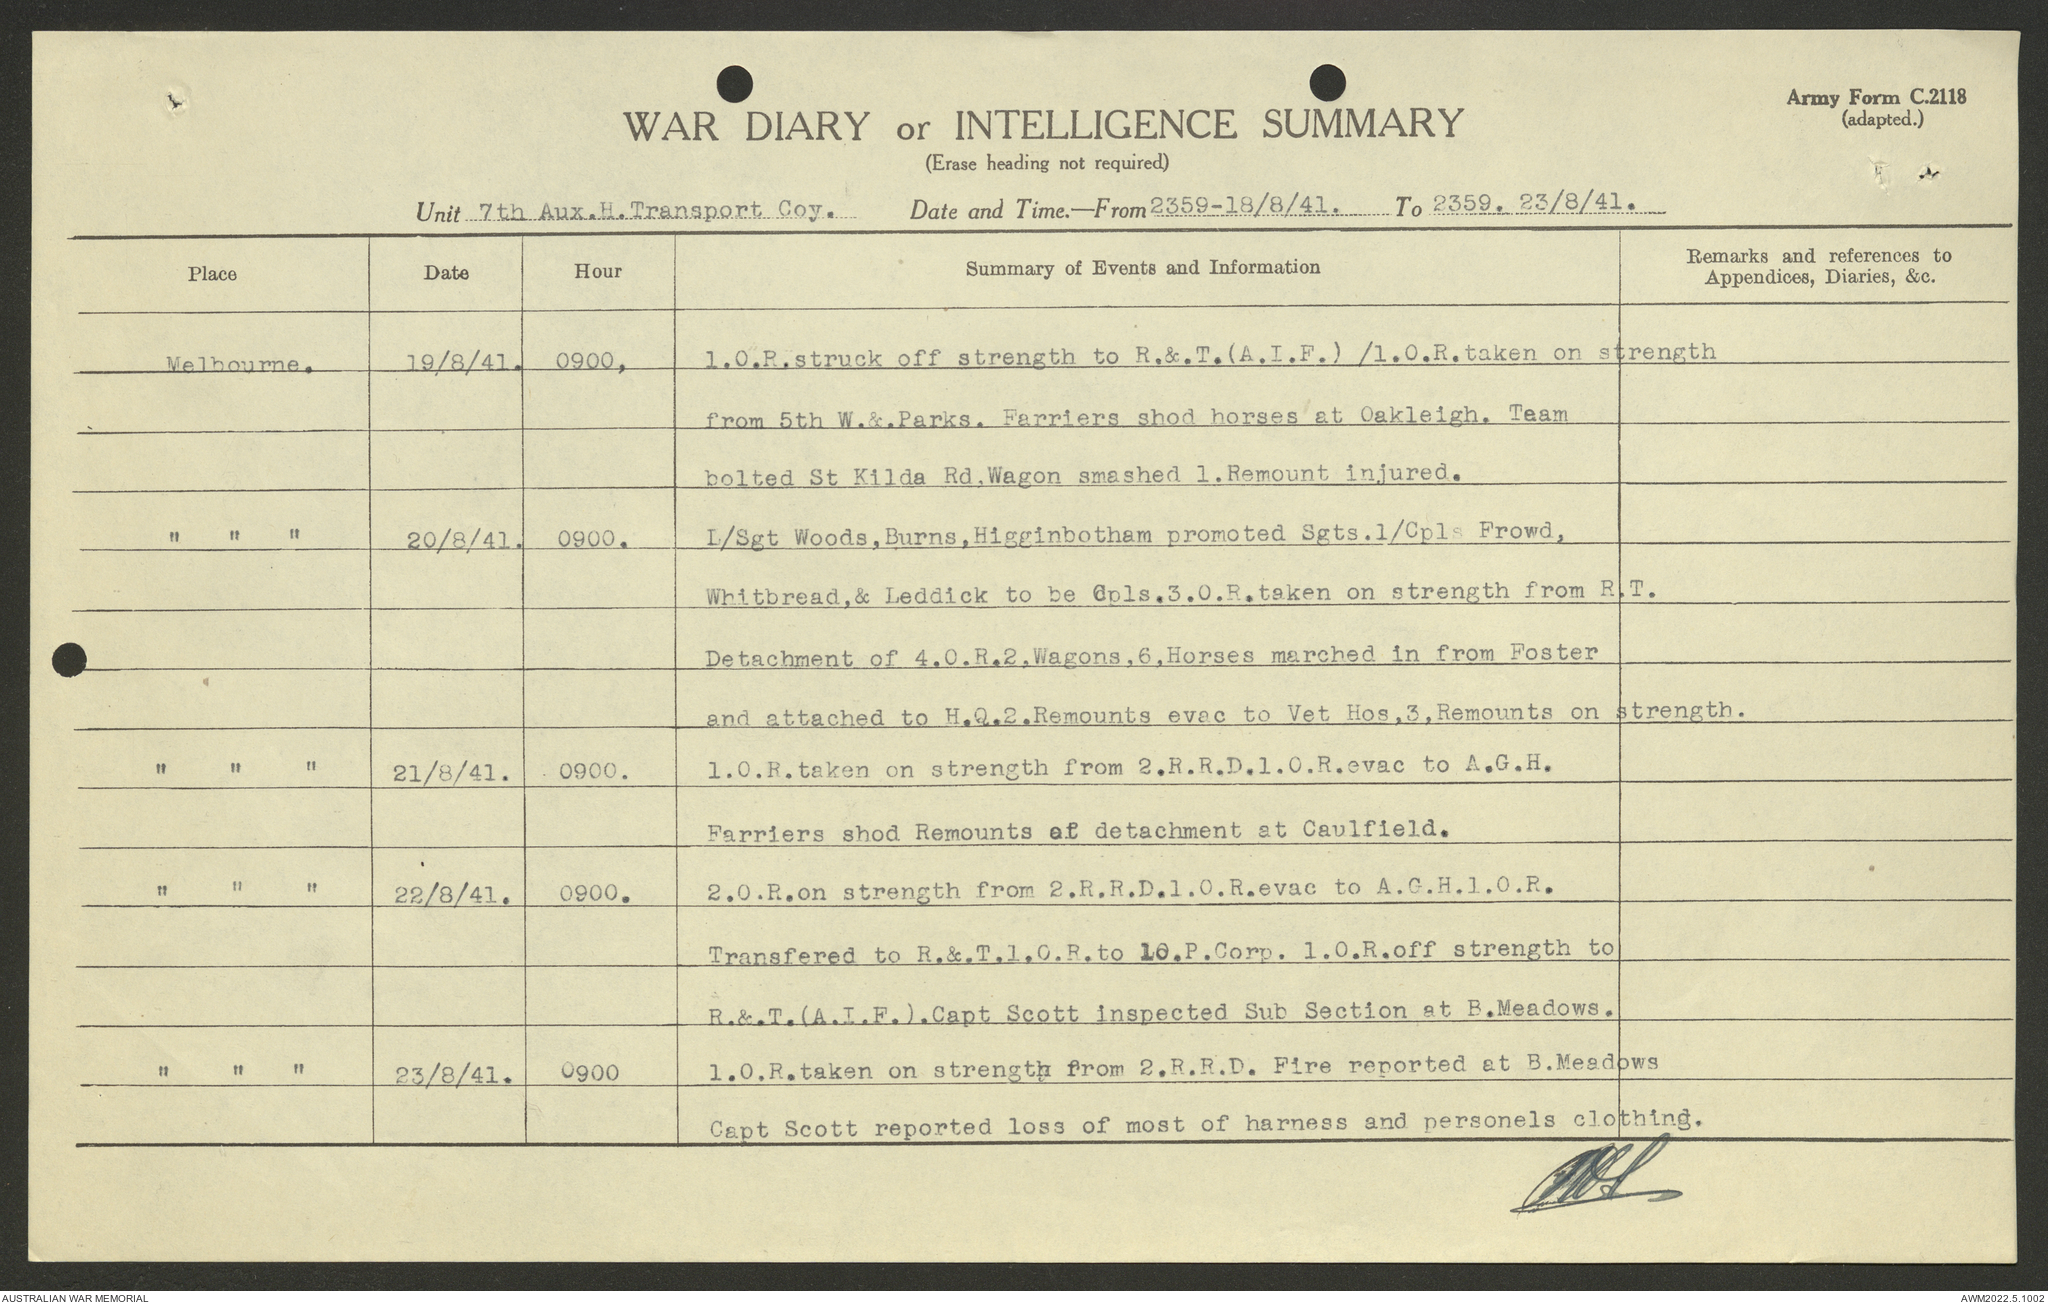 Army Form C.2118
(adapted.)
WAR DIARY or INTELLIGENCE SUMMARY
(Erase heading not required)
Unit 7th Aux.H.Transport Coy. Date and Time.—From 2359-18/8/41. To 2359. 23/8/41.
Place Date Hour Summary of Events and Information Remarks and references to
Appendices, Diaries, &c.
Melbourne. 19/8/41. 0900, 1.O.R.struck off strength to R.&.T.(A.I.F.) /1.O.R.taken on strength
from 5th W.&.Parks. Farriers shod horses at Oakleigh. Team
bolted St Kilda Rd,Wagon smashed 1.Remount injured.
" " " 20/8/41. 0900. L/Sgt Woods,Burns,Higginbotham promoted Sgts.1/Cpls Frowd,
Whitbread,& Leddick to be Cpls.3.O.R.taken on strength from R.T.
Detachment of 4.O.R.2,Wagons,6,Horses marched in from Foster
and attached to H.Q.2.Remounts evac to Vet Hos,3,Remounts on strength.
" " " 21/8/41. 0900. 1.O.R.taken on strength from 2.R.R.D.1.O.R.evac to A.G.H.
Farriers shod Remounts of detachment at Caulfield.
" " " 22/8/41. 0900. 2.O.R.on strength from 2.R.R.D.1.O.R.evac to A.G.H.1.O.R.
Transfered to R.&.T.1.O.R.to 10.P.Corp. 1.O.R.off strength to
R.&.T.(A.I.F.).Capt Scott inspected Sub Section at B.Meadows.
" " " 23/8/41. 0900 1.O.R.taken on strength from 2.R.R.D. Fire reported at B.Meadows
Capt Scott reported loss of most of harness and personels clothing.
AUSTRALIAN WAR MEMORIAL AWM2022.5.1002